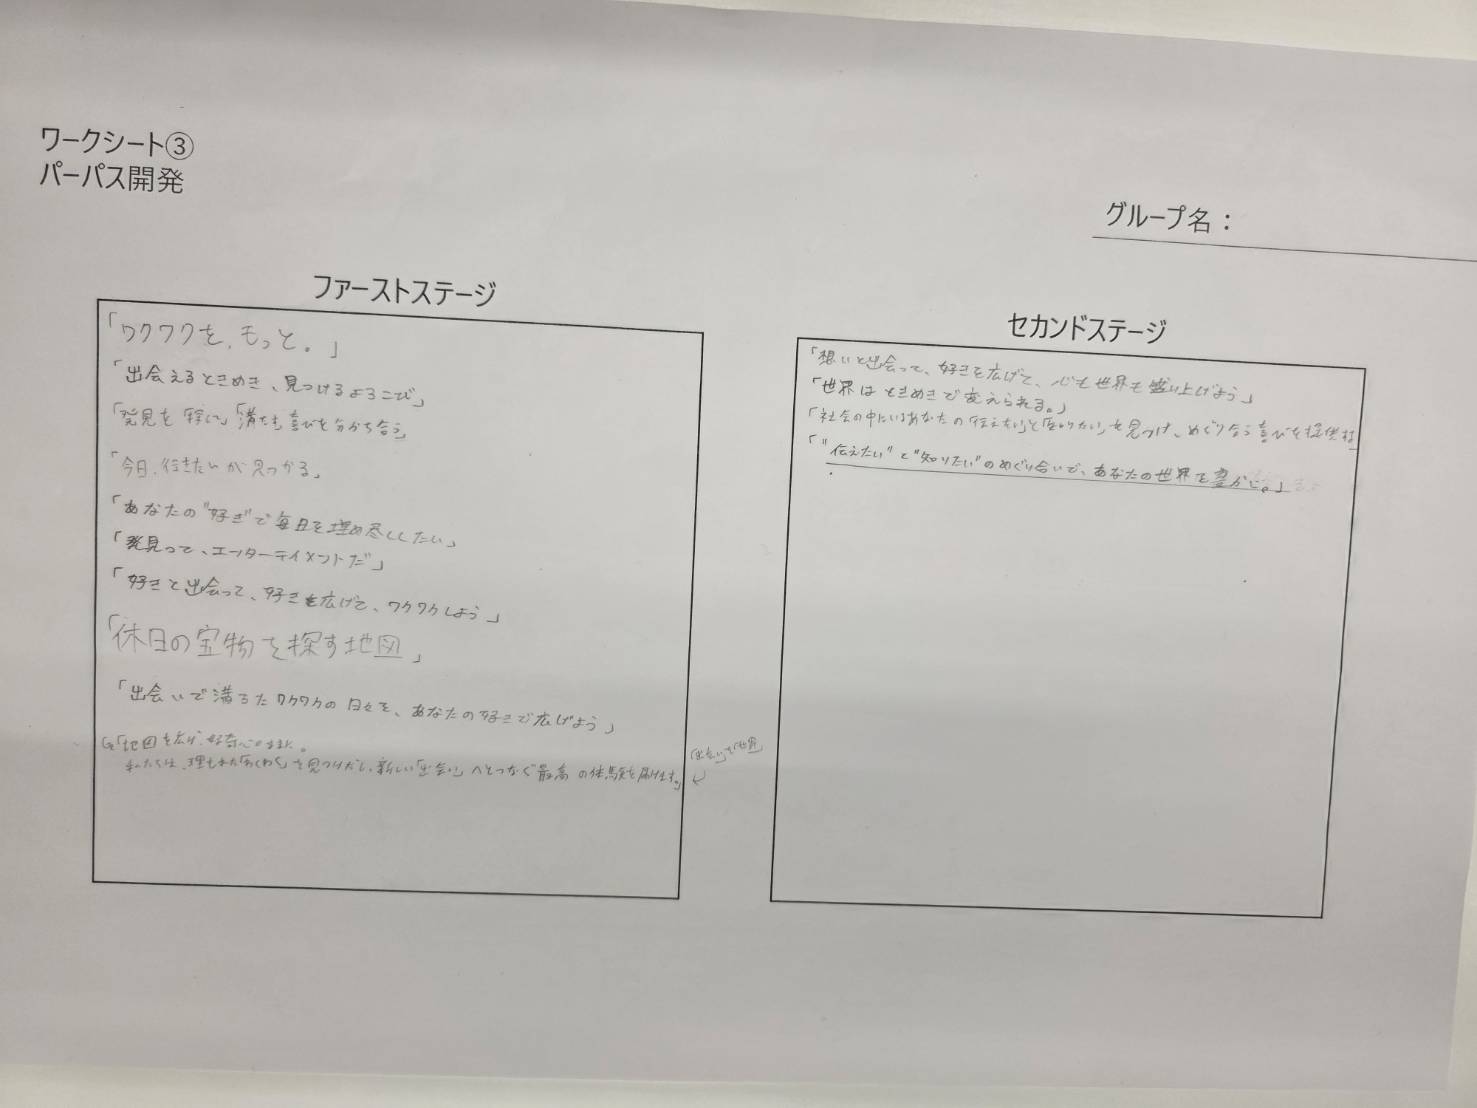 ワークシート③
パーパス開発
グループ名：
ファーストステージ
「ワクワクを、もっと。」
「出会えるときめき、見つけるよろこび」
「発見を 喜びを分かち合う」
「今日、行きたいが見つかる」
「あなたの"好き"で毎日を埋め尽くしたい」
「発見って、エンターテイメントだ」
「好きと出会って、好きを広げて、ワクワクしよう」
「休日の宝物を探す地図」
「出会いで満ちたワクワクの日々を、あなたの好きで広げよう」
「地図を広げ、好奇心のままに。
私たちは、埋もれた「わくわく」を見つけだし、新しい「出会い」へとつなぐ最高の体験を届けます。」
セカンドステージ
「想いと出会って、好きを広げて、心も世界も盛り上げよう」
「世界はときめきで変えられる。」
「社会の中にいるあなたの「伝えたい」と「知りたい」を見つけ、めぐり合う喜びを提供
「"伝えたい"と"知りたい"のめぐり合いで、あなたの世界を豊かに。」